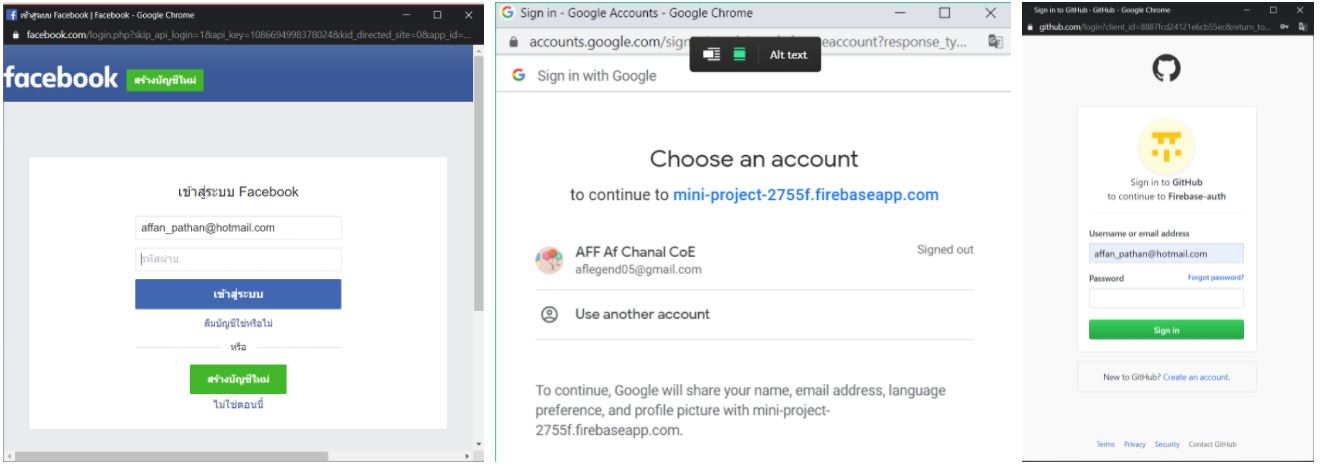 เข้าสู่ระบบ Facebook | Facebook - Google Chrome
facebook.com/login.php?skip_api_login=1&api_key=1086694998378024&kid_directed_site=0&app_id=...
facebook สร้างบัญชีใหม่
เข้าสู่ระบบ Facebook
affan_pathan@hotmail.com
รหัสผ่าน
เข้าสู่ระบบ
ลืมบัญชีใช่หรือไม่
หรือ
สร้างบัญชีใหม่
ไม่ใช่ตอนนี้
Sign in - Google Accounts - Google Chrome
accounts.google.com/sign eaccount?response_ty...
Alt text
Sign in with Google
Choose an account
to continue to mini-project-2755f.firebaseapp.com
AFF Af Chanal CoE Signed out
aflegend05@gmail.com
Use another account
To continue, Google will share your name, email address, language
preference, and profile picture with mini-project-
2755f.firebaseapp.com.
Sign in to GitHub · GitHub - Google Chrome
github.com/login?client_id=8887fcd24121e6cb55ec&return_to...
Sign in to GitHub
to continue to Firebase-auth
Username or email address
affan_pathan@hotmail.com
Password Forgot password?
Sign in
New to GitHub? Create an account.
Terms Privacy Security Contact GitHub